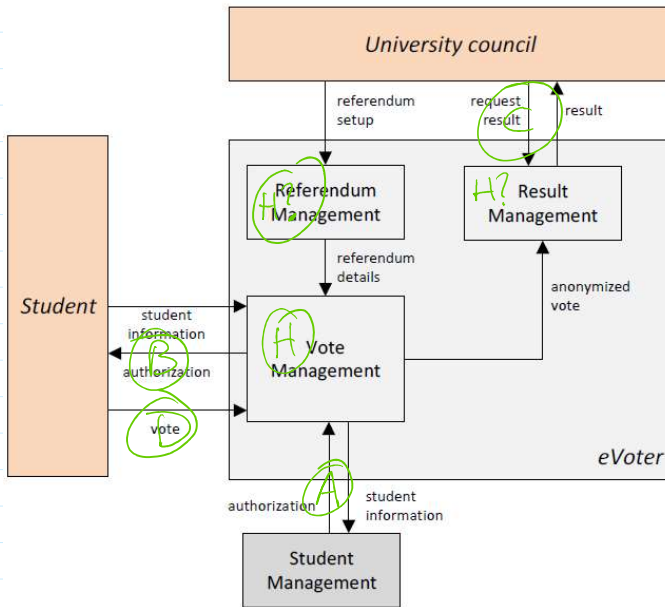 University council
referendum
setup
request
result
C
result
Referendum
Management
H?
H?
Result
Management
referendum
details
anonymized
vote
Student
student
information
B
authorization
D
vote
H
Vote
Management
eVoter
A
authorization
student
information
Student
Management